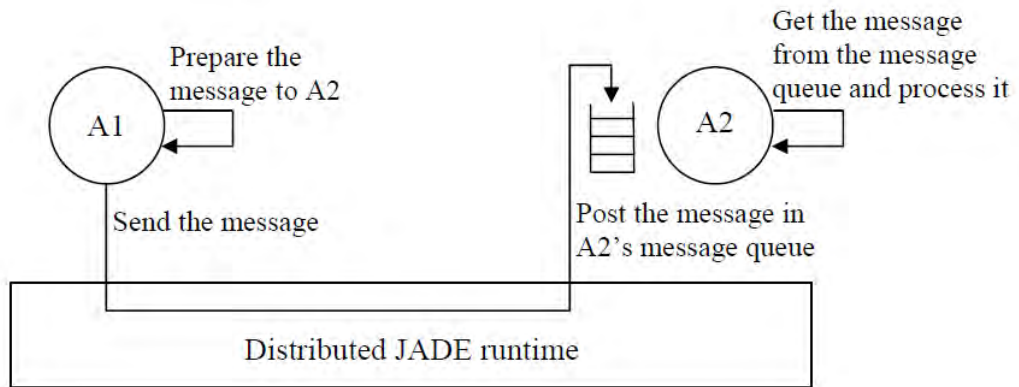 Prepare the
message to A2
A1
Send the message
Get the message
from the message
queue and process it
A2
Post the message in
A2’s message queue
Distributed JADE runtime